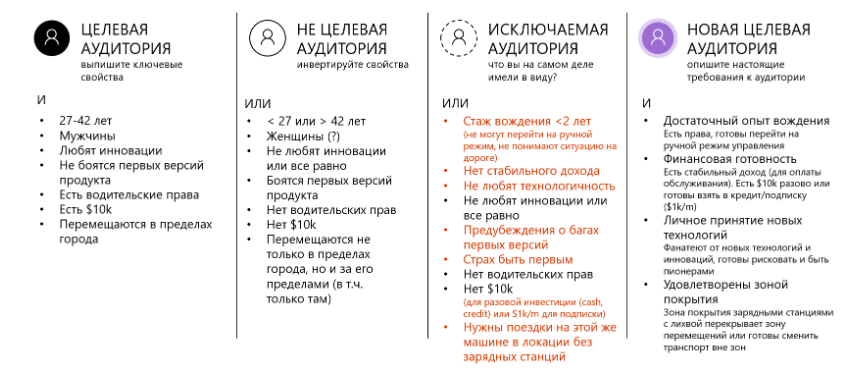 ЦЕЛЕВАЯ
АУДИТОРИЯ
выпишите ключевые
свойства
И
• 27-42 лет
• Мужчины
• Любят инновации
• Не боятся первых версий
продукта
• Есть водительские права
• Есть $10k
• Перемещаются в пределах
города
НЕ ЦЕЛЕВАЯ
АУДИТОРИЯ
инвертируйте свойства
ИЛИ
• < 27 или > 42 лет
• Женщины (?)
• Не любят инновации
или все равно
• Боятся первых версий
продукта
• Нет водительских прав
• Нет $10k
• Перемещаются не
только в пределах
города, но и за его
пределами (в т.ч.
только там)
ИСКЛЮЧАЕМАЯ
АУДИТОРИЯ
что вы на самом деле
имели в виду?
ИЛИ
• Стаж вождения <2 лет
(не могут перейти на ручной
режим, не понимают ситуацию на
дороге)
• Нет стабильного дохода
• Не любят технологичность
• Не любят инновации или
все равно
• Предубеждения о багах
первых версий
• Страх быть первым
• Нет водительских прав
• Нет $10k
(для разовой инвестиции (cash,
credit) или $1k/m для подписки)
• Нужны поездки на этой же
машине в локации без
зарядных станций
НОВАЯ ЦЕЛЕВАЯ
АУДИТОРИЯ
опишите настоящие
требования к аудитории
И
• Достаточный опыт вождения
Есть права, готовы перейти на
ручной режим управления
• Финансовая готовность
Есть стабильный доход (для оплаты
обслуживания). Есть $10k разово или
готовы взять в кредит/подписку
($1k/m)
• Личное принятие новых
технологий
Фанатеют от новых технологий и
инноваций, готовы рисковать и быть
пионерами
• Удовлетворены зоной
покрытия
Зона покрытия зарядными станциями
с лихвой перекрывает зону
перемещений или готовы сменить
транспорт вне зон